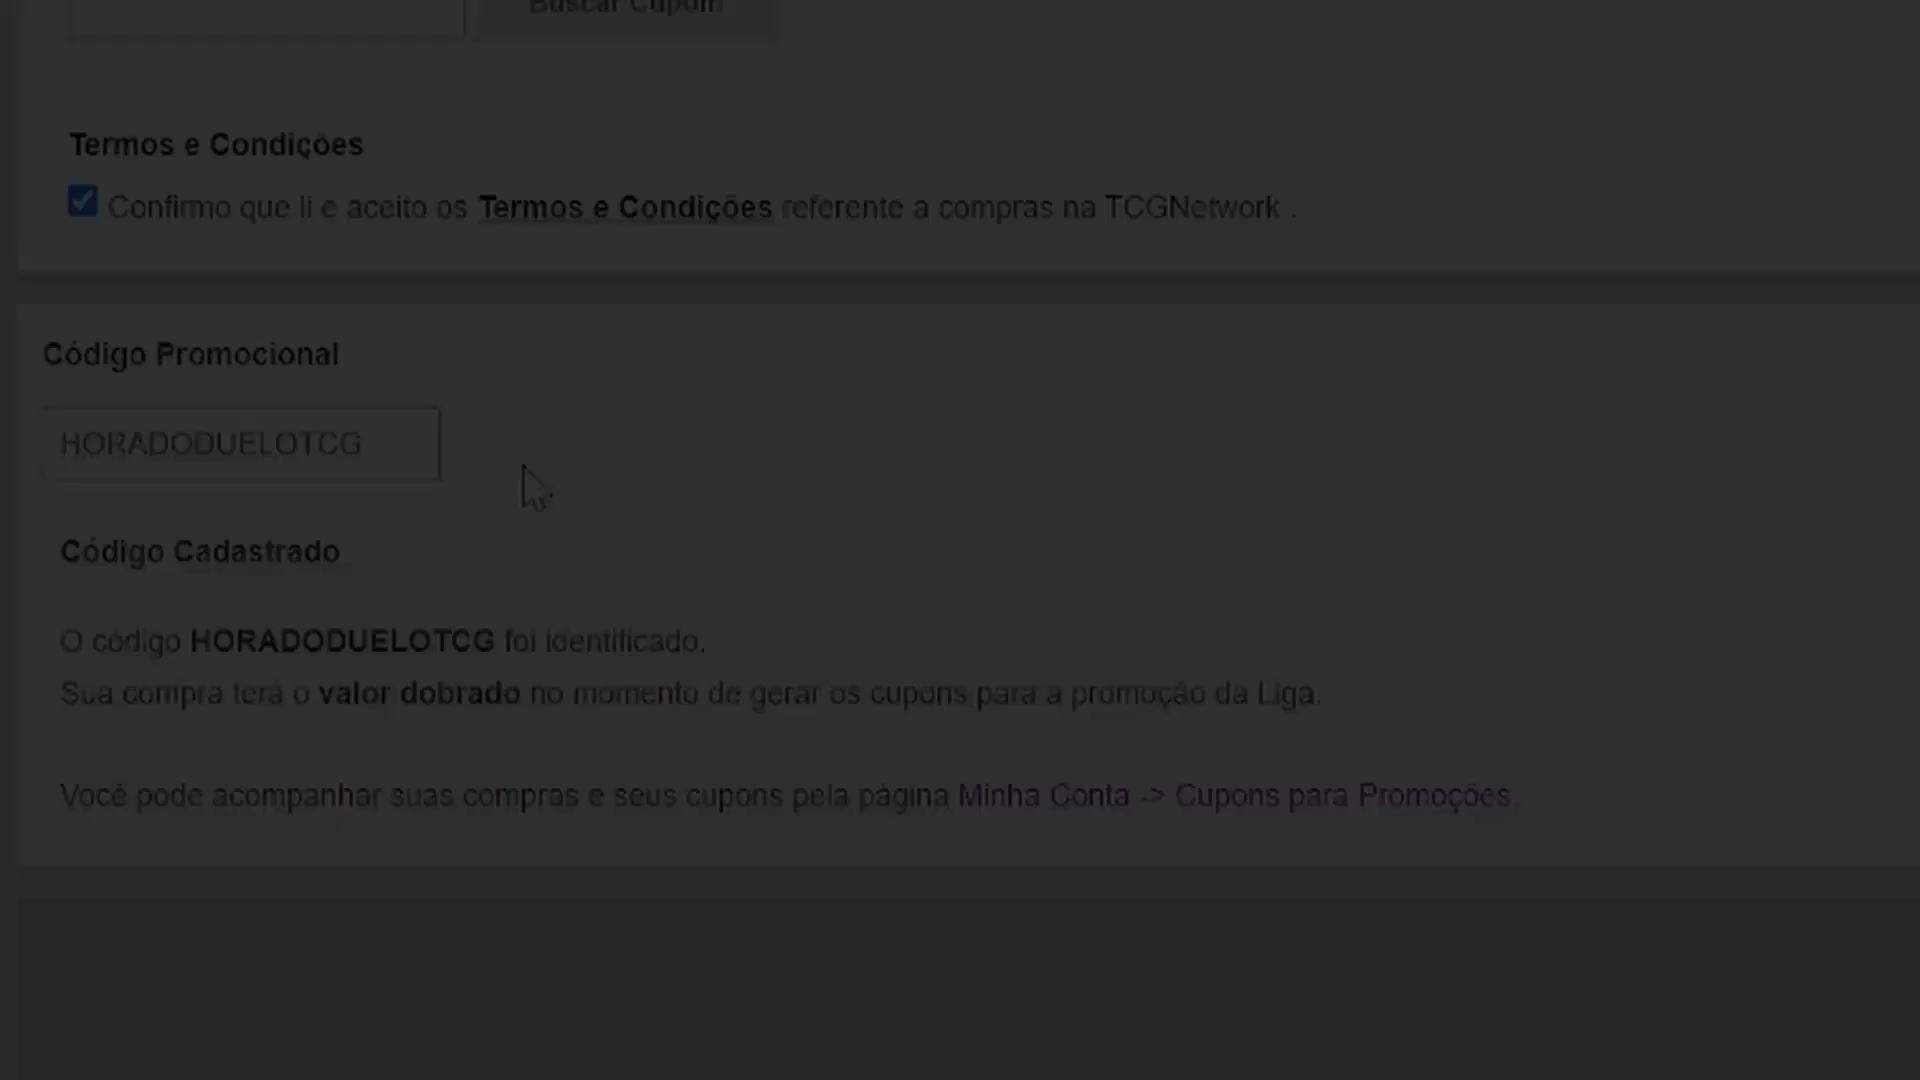 Buscar Cupom
Termos e Condições
Confirmo que li e aceito os Termos e Condições referente a compras na TCGNetwork .
Código Promocional
HORADODUELOTCG
Código Cadastrado
O código HORADODUELOTCG foi identificado.
Sua compra terá o valor dobrado no momento de gerar os cupons para a promoção da Liga.
Você pode acompanhar suas compras e seus cupons pela página Minha Conta -> Cupons para Promoções.